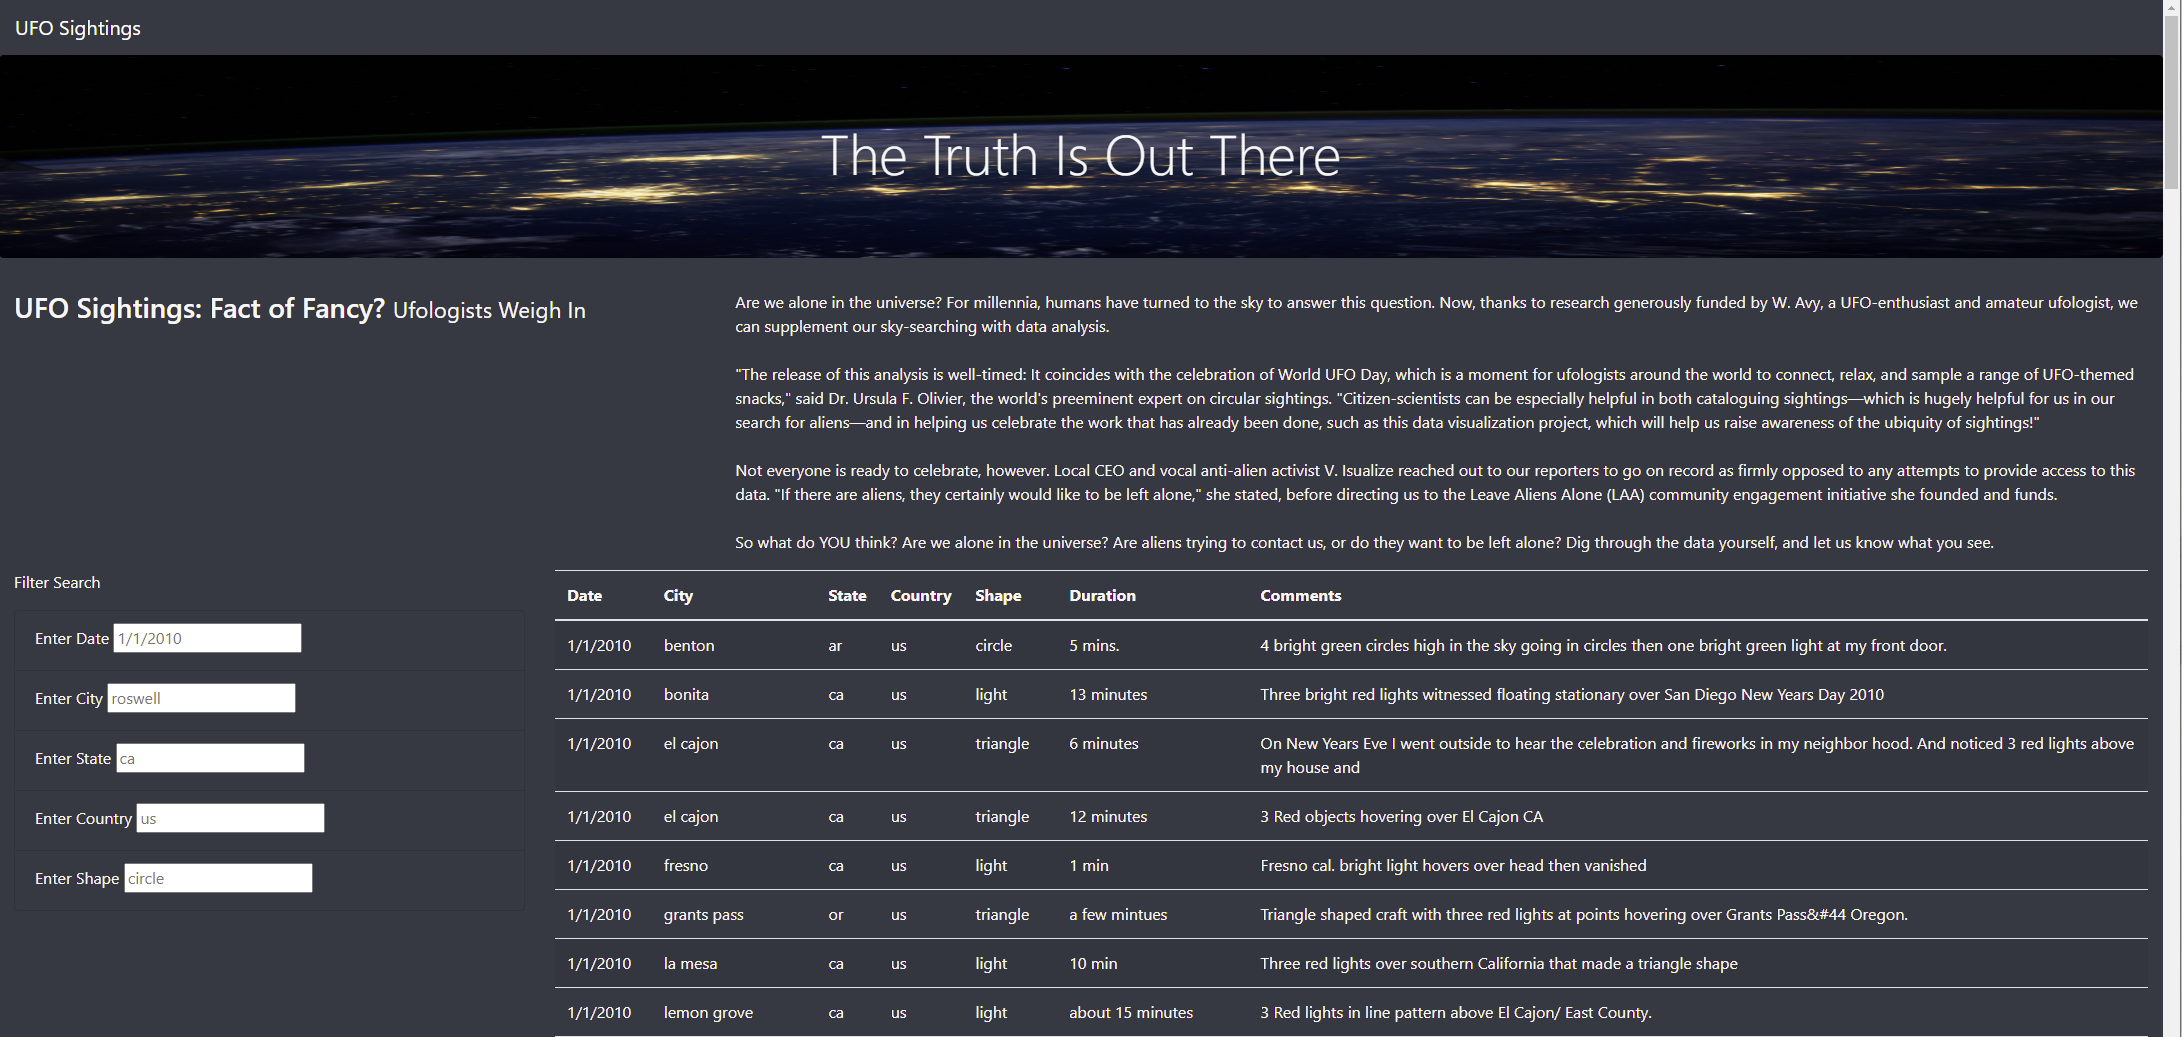 UFO Sightings
The Truth Is Out There
UFO Sightings: Fact of Fancy? Ufologists Weigh In
Are we alone in the universe? For millennia, humans have turned to the sky to answer this question. Now, thanks to research generously funded by W. Avy, a UFO-enthusiast and amateur ufologist, we
can supplement our sky-searching with data analysis.
"The release of this analysis is well-timed: It coincides with the celebration of World UFO Day, which is a moment for ufologists around the world to connect, relax, and sample a range of UFO-themed
snacks," said Dr. Ursula F. Olivier, the world's preeminent expert on circular sightings. "Citizen-scientists can be especially helpful in both cataloguing sightings—which is hugely helpful for us in our
search for aliens—and in helping us celebrate the work that has already been done, such as this data visualization project, which will help us raise awareness of the ubiquity of sightings!"
Not everyone is ready to celebrate, however. Local CEO and vocal anti-alien activist V. Isualize reached out to our reporters to go on record as firmly opposed to any attempts to provide access to this
data. "If there are aliens, they certainly would like to be left alone," she stated, before directing us to the Leave Aliens Alone (LAA) community engagement initiative she founded and funds.
So what do YOU think? Are we alone in the universe? Are aliens trying to contact us, or do they want to be left alone? Dig through the data yourself, and let us know what you see.
Filter Search
Enter Date 1/1/2010
Enter City roswell
Enter State ca
Enter Country us
Enter Shape circle
Date City State Country Shape Duration Comments
1/1/2010 benton ar us circle 5 mins. 4 bright green circles high in the sky going in circles then one bright green light at my front door.
1/1/2010 bonita ca us light 13 minutes Three bright red lights witnessed floating stationary over San Diego New Years Day 2010
1/1/2010 el cajon ca us triangle 6 minutes On New Years Eve I went outside to hear the celebration and fireworks in my neighbor hood. And noticed 3 red lights above
my house and
1/1/2010 el cajon ca us triangle 12 minutes 3 Red objects hovering over El Cajon CA
1/1/2010 fresno ca us light 1 min Fresno cal. bright light hovers over head then vanished
1/1/2010 grants pass or us triangle a few mintues Triangle shaped craft with three red lights at points hovering over Grants Pass&#44 Oregon.
1/1/2010 la mesa ca us light 10 min Three red lights over southern California that made a triangle shape
1/1/2010 lemon grove ca us light about 15 minutes 3 Red lights in line pattern above El Cajon/ East County.